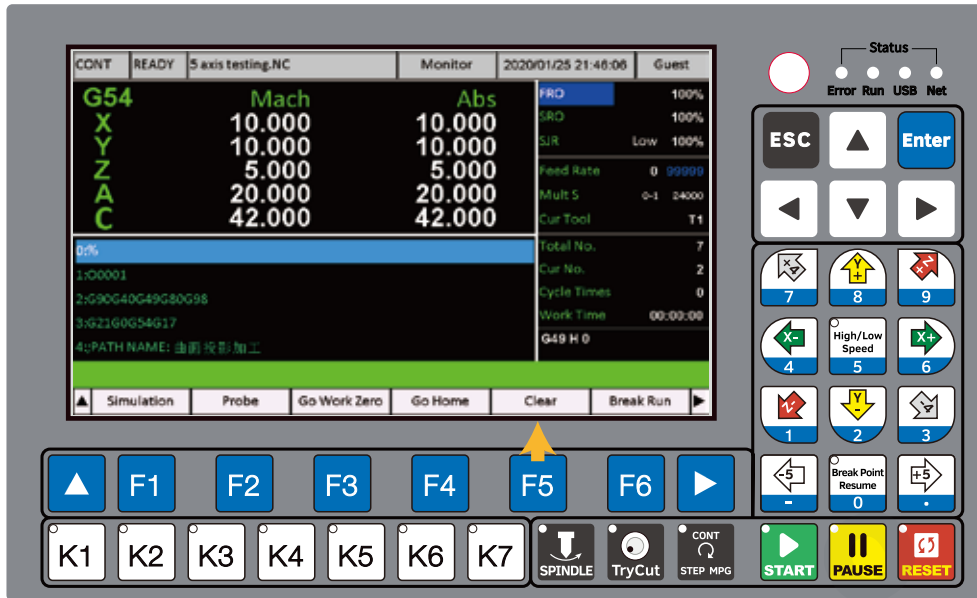 CONT READY 5 axis testing.NC Monitor 2020/01/25 21:46:06 Guest
G54 Mach Abs
X 10.000 10.000
Y 10.000 10.000
Z 5.000 5.000
A 20.000 20.000
C 42.000 42.000
FRO 100%
SRO 100%
SJR Low 100%
Feed Rate 0 99999
Mult S 0-1 24000
Cur Tool T1
Total No. 7
Cur No. 2
Cycle Times 0
Work Time 00:00:00
G49 H 0
0:%
1:O0001
2:G90G40G49G80G98
3:G21G0G54G17
4:;PATH NAME: 曲面投影加工
Simulation Probe Go Work Zero Go Home Clear Break Run
F1 F2 F3 F4 F5 F6
K1 K2 K3 K4 K5 K6 K7
SPINDLE TryCut CONT
STEP MPG
START PAUSE RESET
Status
Error Run USB Net
ESC Enter
7 Y+ 8 9
X- 4 High/Low Speed 5 X+ 6
1 Y- 2 3
-5 - Break Point Resume 0 +5 .